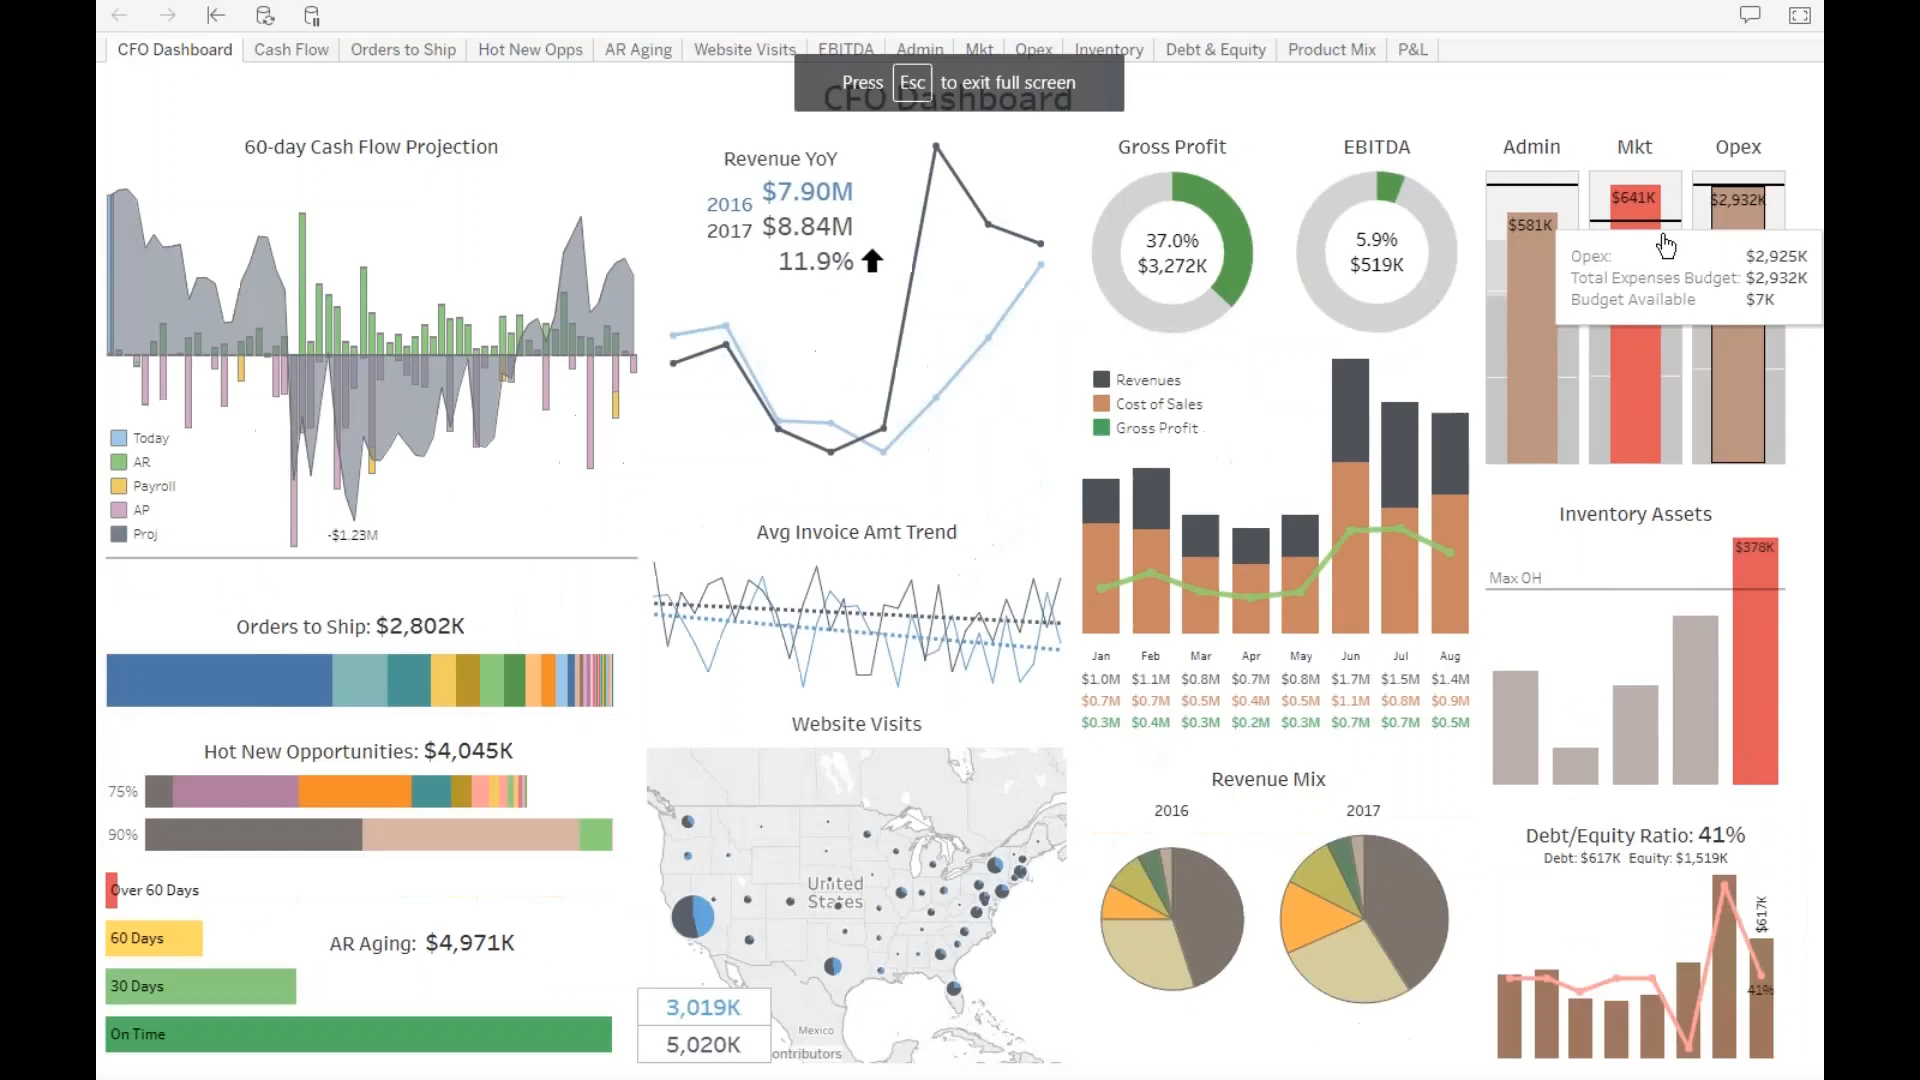 CFO Dashboard Cash Flow Orders to Ship Hot New Opps AR Aging Website Visits EBITDA Admin Mkt Opex Inventory Debt & Equity Product Mix P&L
Press Esc to exit full screen
CFO Dashboard
60-day Cash Flow Projection
Today
AR
Payroll
AP
Proj
-$1.23M
Orders to Ship: $2,802K
Hot New Opportunities: $4,045K
75%
90%
Over 60 Days
60 Days
AR Aging: $4,971K
30 Days
On Time
Revenue YoY
2016 $7.90M
2017 $8.84M
11.9%
Avg Invoice Amt Trend
Website Visits
United
States
Mexico
ontributors
3,019K
5,020K
Gross Profit
37.0%
$3,272K
EBITDA
5.9%
$519K
Revenues
Cost of Sales
Gross Profit
Jan Feb Mar Apr May Jun Jul Aug
$1.0M $1.1M $0.8M $0.7M $0.8M $1.7M $1.5M $1.4M
$0.7M $0.7M $0.5M $0.4M $0.5M $1.1M $0.8M $0.9M
$0.3M $0.4M $0.3M $0.2M $0.3M $0.7M $0.7M $0.5M
Revenue Mix
2016 2017
Admin Mkt Opex
$581K $641K $2,932K
Opex: $2,925K
Total Expenses Budget: $2,932K
Budget Available $7K
Inventory Assets
$378K
Max OH
Debt/Equity Ratio: 41%
Debt: $617K Equity: $1,519K
$617K
41%